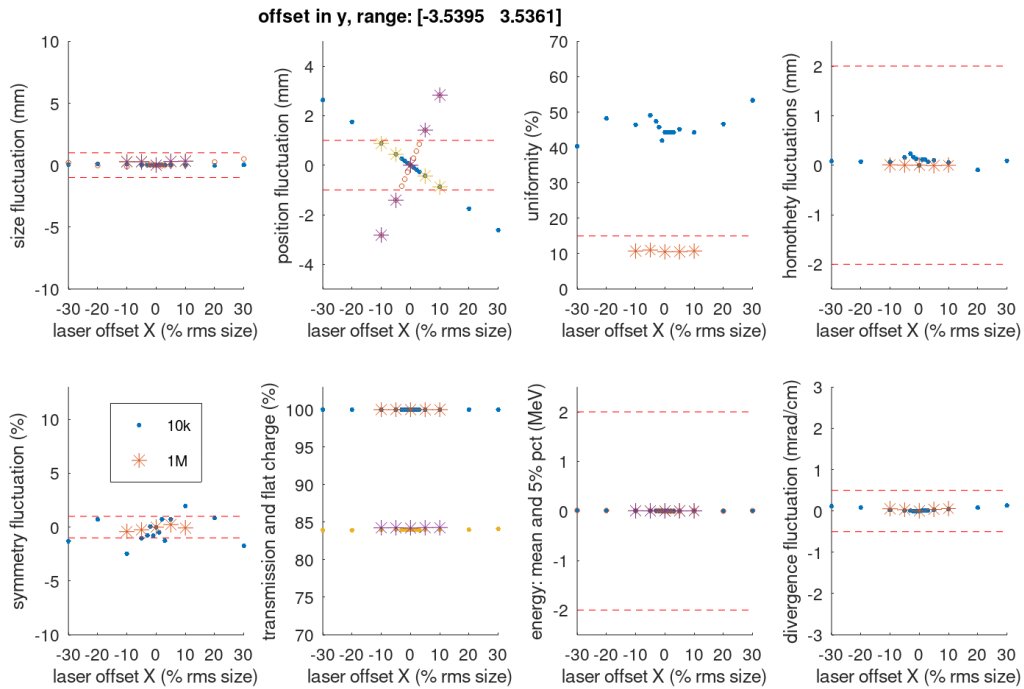 offset in y, range: [-3.5395 3.5361]
size fluctuation (mm)
10
5
0
-5
-10
-30 -20 -10 0 10 20 30
laser offset X (% rms size)
position fluctuation (mm)
4
2
0
-2
-4
-30 -20 -10 0 10 20 30
laser offset X (% rms size)
uniformity (%)
70
60
50
40
30
20
10
0
-30 -20 -10 0 10 20 30
laser offset X (% rms size)
homothety fluctuations (mm)
2
1
0
-1
-2
-30 -20 -10 0 10 20 30
laser offset X (% rms size)
symmetry fluctuation (%)
10
5
0
-5
-10
10k
1M
-30 -20 -10 0 10 20 30
laser offset X (% rms size)
transmission and flat charge (%)
100
95
90
85
80
75
70
-30 -20 -10 0 10 20 30
laser offset X (% rms size)
energy: mean and 5% pct (MeV)
2
1
0
-1
-2
-30 -20 -10 0 10 20 30
laser offset X (% rms size)
divergence fluctuation (mrad/cm)
3
2
1
0
-1
-2
-3
-30 -20 -10 0 10 20 30
laser offset X (% rms size)